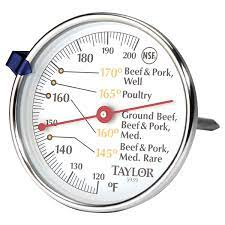 180 190 200 NSF
170° Beef & Pork,
Well
165° Poultry
160
Ground Beef,
Beef & Pork,
150
160° Med.
145° Beef & Pork,
140
Med. Rare
TAYLOR
130
5939
120 °F